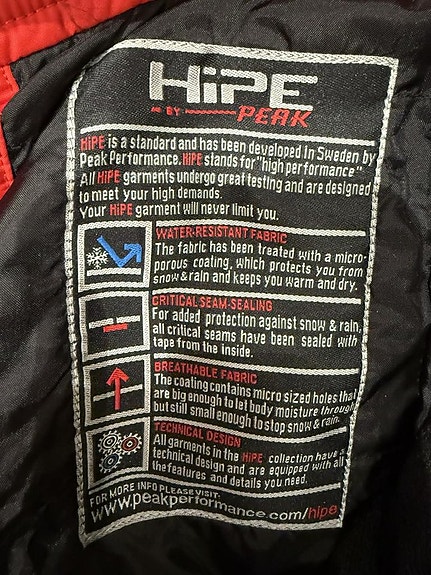 HiPE
BY PEAK
HiPE is a standard and has been developed in Sweden by
Peak Performance. HiPE stands for "high performance".
All HiPE garments undergo great testing and are designed
to meet your high demands.
Your HiPE garment will never limit you.
WATER-RESISTANT FABRIC
The fabric has been treated with a micro-
porous coating, which protects you from
snow & rain and keeps you warm and dry.
CRITICAL SEAM-SEALING
For added protection against snow & rain,
all critical seams have been sealed with
tape from the inside.
BREATHABLE FABRIC
The coating contains micro sized holes that
are big enough to let body moisture through
but still small enough to stop snow & rain.
TECHNICAL DESIGN
All garments in the HiPE collection have a
technical design and are equipped with all
the features and details you need.
FOR MORE INFO PLEASE VISIT:
www.peakperformance.com/hipe